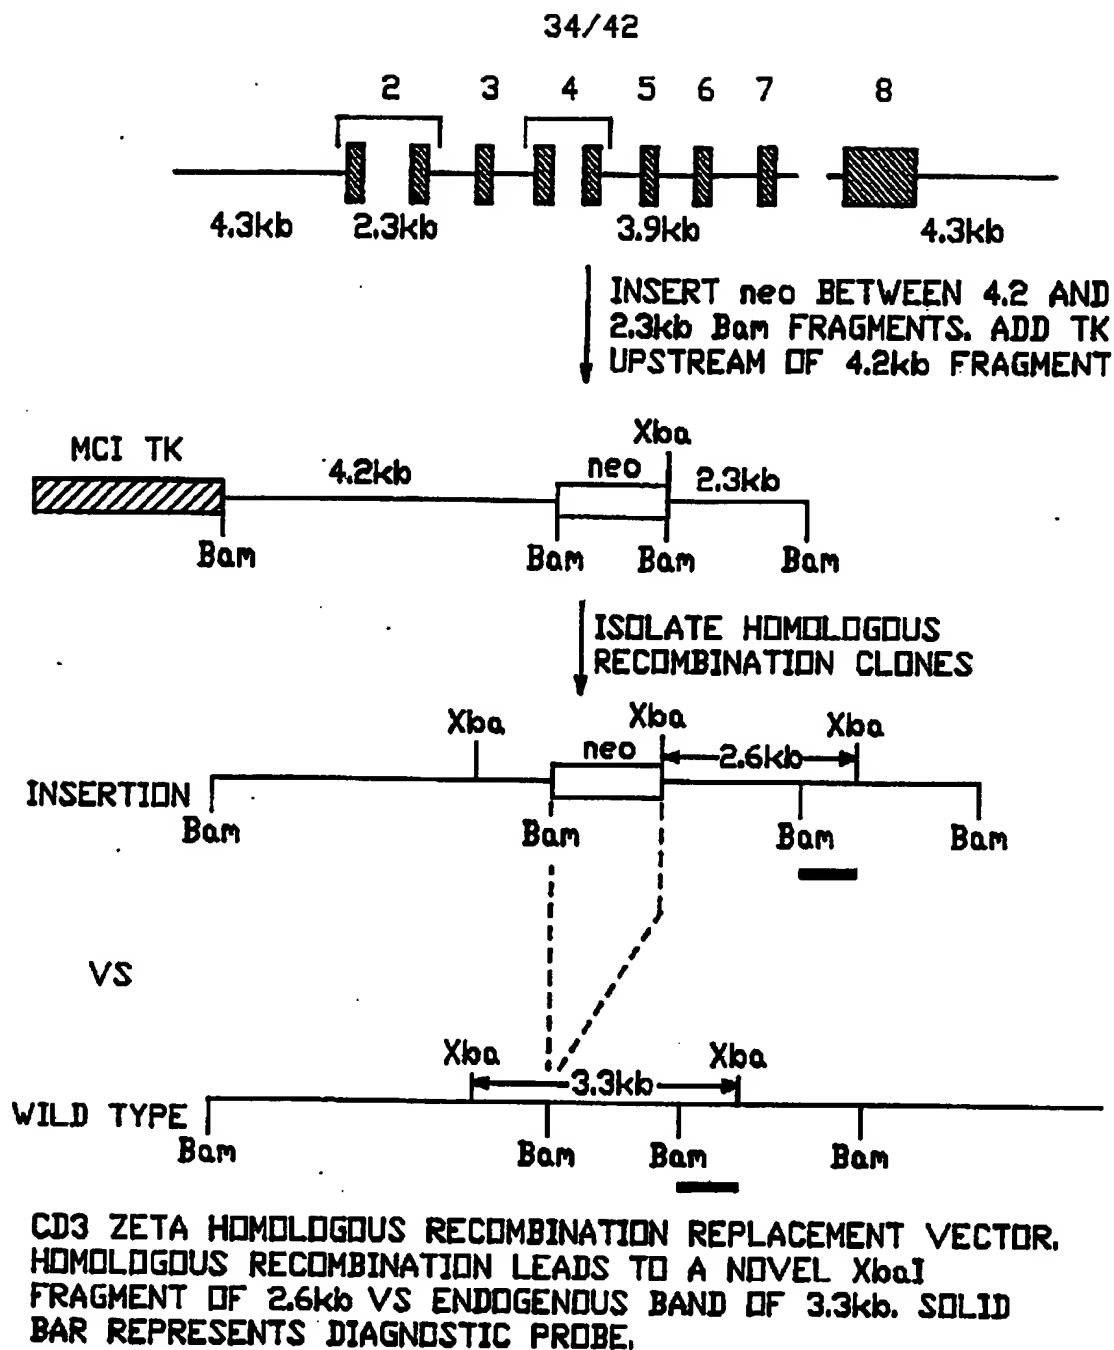 34/42
2 3 4 5 6 7 8
4.3kb 2.3kb 3.9kb 4.3kb
INSERT neo BETWEEN 4.2 AND
2.3kb Bam FRAGMENTS. ADD TK
UPSTREAM OF 4.2kb FRAGMENT
Xba
MCI TK 4.2kb neo 2.3kb
Bam Bam Bam Bam
ISOLATE HOMOLOGOUS
RECOMBINATION CLONES
Xba Xba Xba
neo 2.6kb
INSERTION
Bam Bam Bam Bam
VS
Xba Xba
3.3kb
WILD TYPE
Bam Bam Bam Bam
CD3 ZETA HOMOLOGOUS RECOMBINATION REPLACEMENT VECTOR.
HOMOLOGOUS RECOMBINATION LEADS TO A NOVEL XbaI
FRAGMENT OF 2.6kb VS ENDOGENOUS BAND OF 3.3kb. SOLID
BAR REPRESENTS DIAGNOSTIC PROBE.